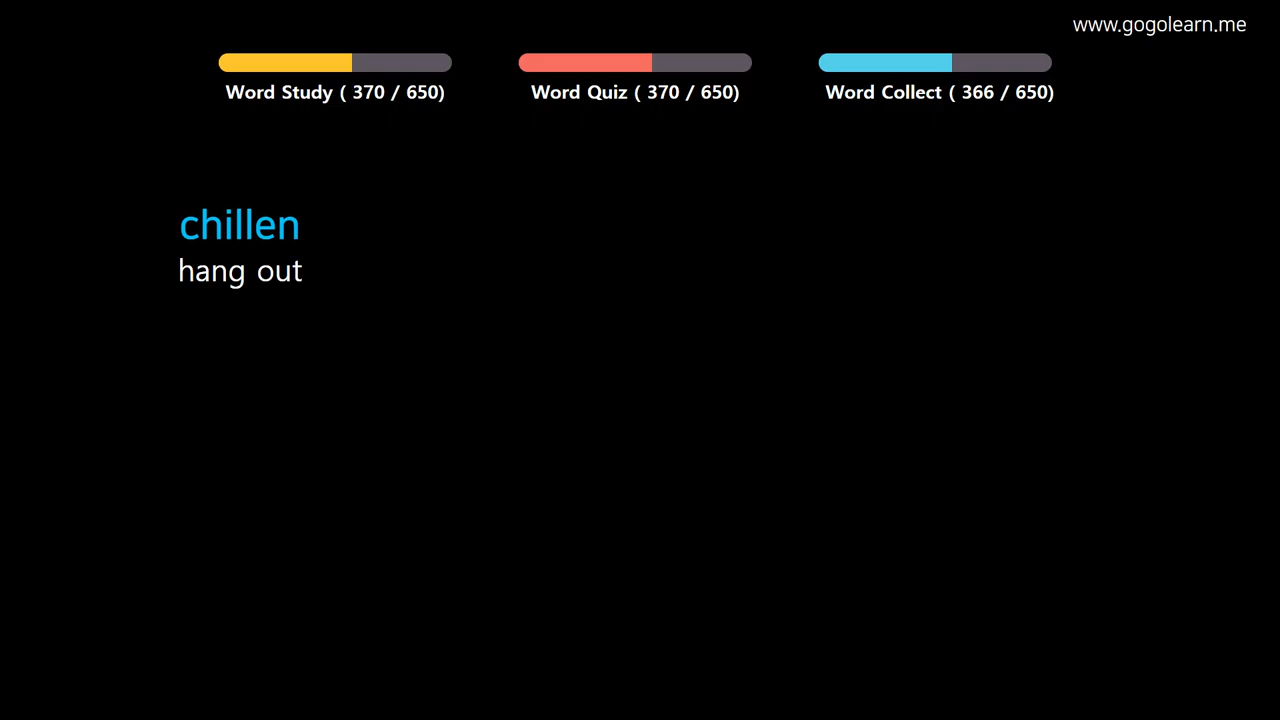 www.gogolearn.me
Word Study ( 370 / 650)
Word Quiz ( 370 / 650)
Word Collect ( 366 / 650)
chillen
hang out